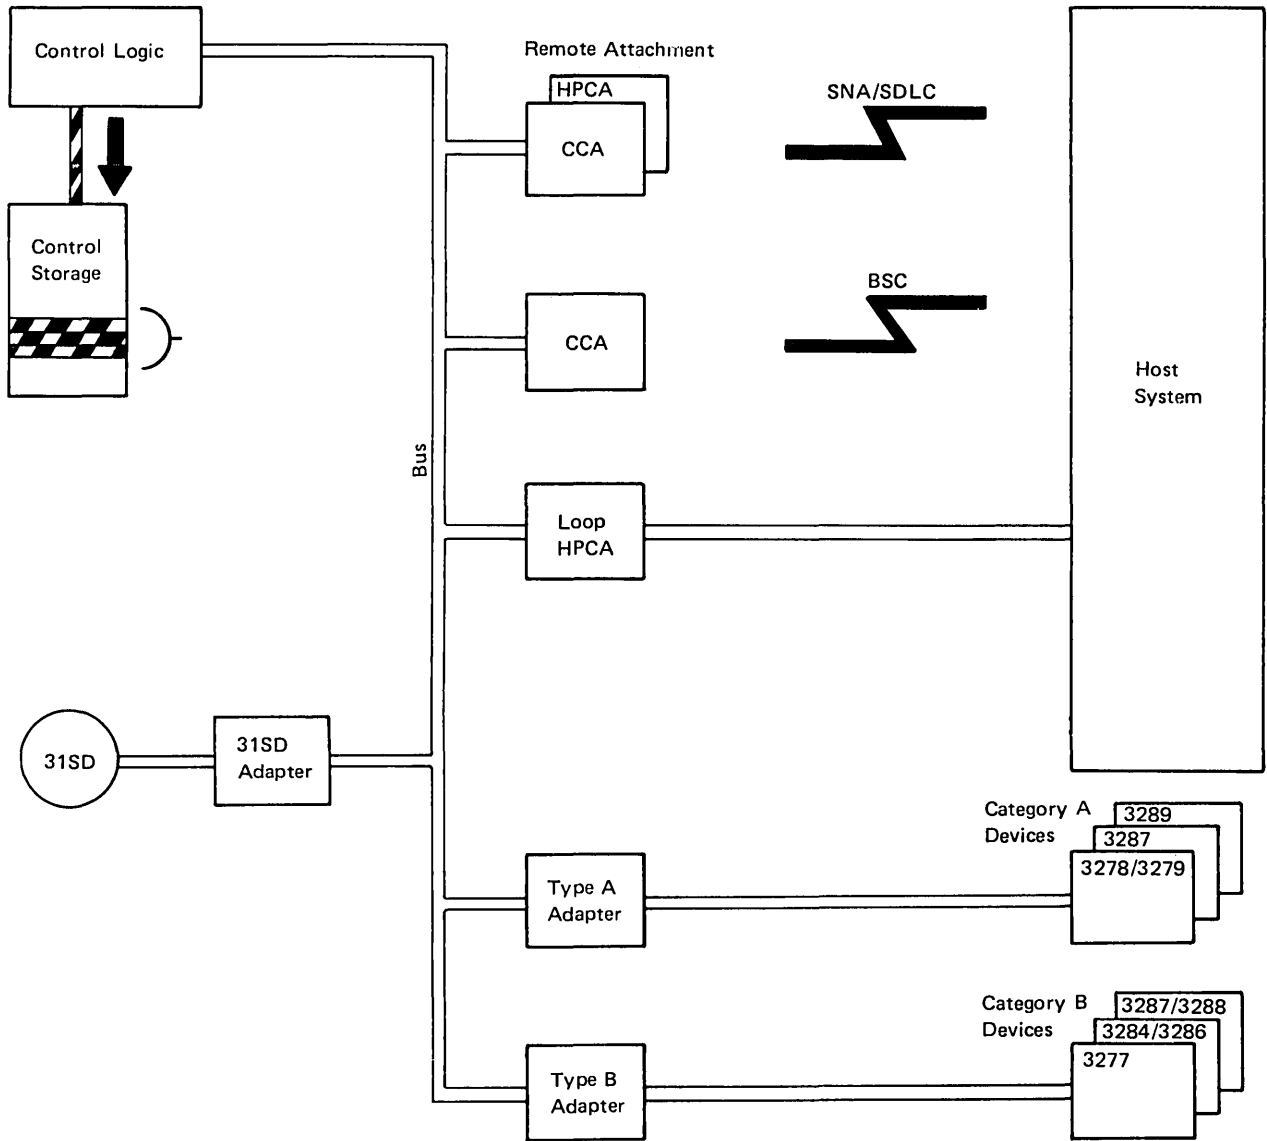 Control Logic
Remote Attachment
HPCA
CCA
SNA/SDLC
Control
Storage
CCA
BSC
Host
System
Bus
Loop
HPCA
31SD
31SD
Adapter
Category A
Devices
3289
3287
3278/3279
Type A
Adapter
Category B
Devices
3287/3288
3284/3286
3277
Type B
Adapter